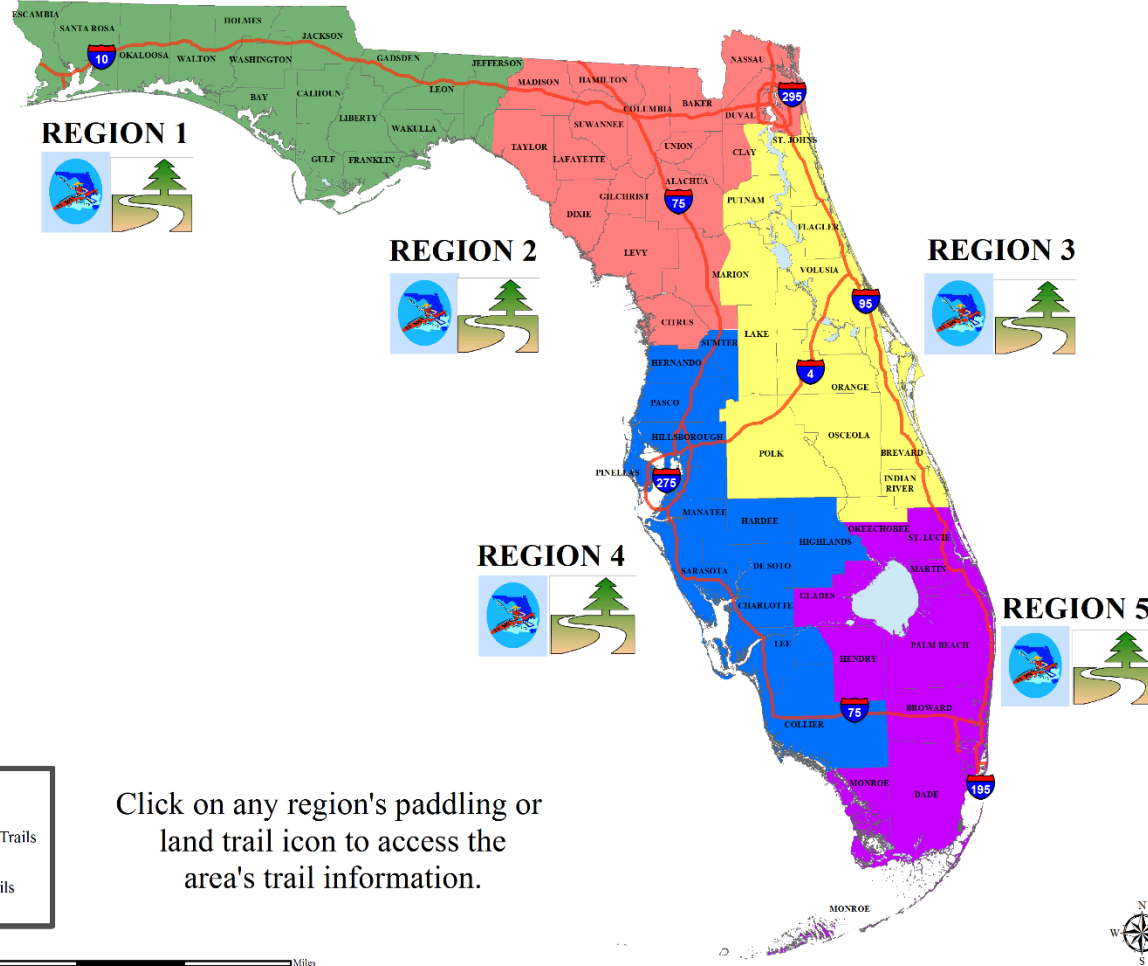 ESCAMBIA
SANTA ROSA
HOLMES
JACKSON
OKALOOSA
WALTON
WASHINGTON
GADSDEN
JEFFERSON
10
BAY
CALHOUN
LEON
LIBERTY
WAKULLA
GULF
FRANKLIN
REGION 1
MADISON
HAMILTON
NASSAU
295
COLUMBIA
BAKER
DUVAL
SUWANNEE
TAYLOR
LAFAYETTE
UNION
CLAY
ST. JOHNS
ALACHUA
GILCHRIST
75
PUTNAM
DIXIE
FLAGLER
REGION 2
LEVY
MARION
VOLUSIA
REGION 3
95
CITRUS
SUMTER
LAKE
HERNANDO
4
ORANGE
PASCO
HILLSBOROUGH
OSCEOLA
POLK
BREVARD
PINELLAS
275
INDIAN
RIVER
MANATEE
HARDEE
OKEECHOBEE
ST. LUCIE
HIGHLANDS
REGION 4
SARASOTA
DE SOTO
MARTIN
GLADES
CHARLOTTE
REGION 5
LEE
PALM BEACH
HENDRY
75
BROWARD
COLLIER
MONROE
DADE
195
Click on any region's paddling or
land trail icon to access the
area's trail information.
Trails
ils
MONROE
N
W
S
Miles